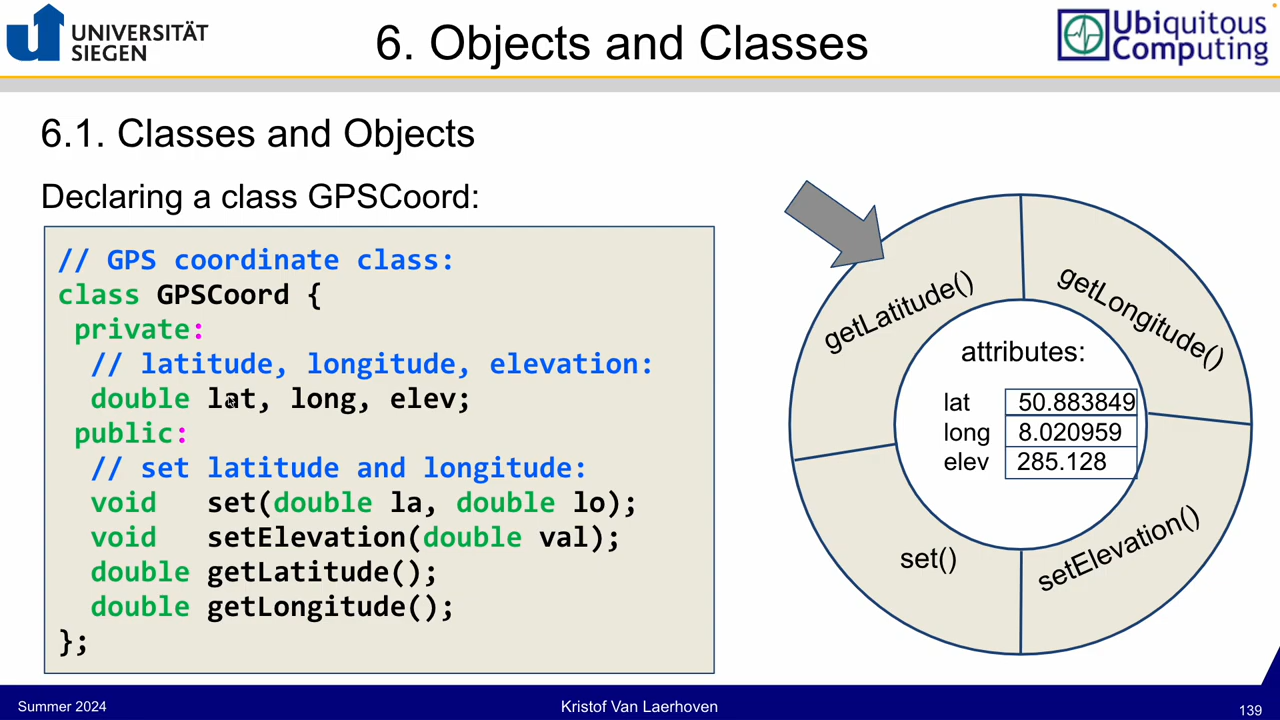 UNIVERSITÄT
SIEGEN
6. Objects and Classes
Ubiquitous
Computing
6.1. Classes and Objects
Declaring a class GPSCoord:
// GPS coordinate class:
class GPSCoord {
private:
// latitude, longitude, elevation:
double lat, long, elev;
public:
// set latitude and longitude:
void set(double la, double lo);
void setElevation(double val);
double getLatitude();
double getLongitude();
};
getLatitude()
getLongitude()
attributes:
lat 50.883849
long 8.020959
elev 285.128
set()
setElevation()
Summer 2024
Kristof Van Laerhoven
139